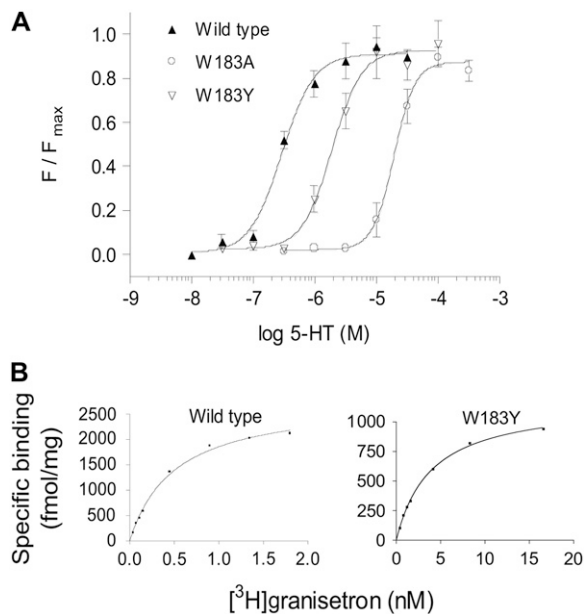 A
Wild type
W183A
W183Y
F / F_max
1.0
0.8
0.6
0.4
0.2
0.0
-9 -8 -7 -6 -5 -4 -3
log 5-HT (M)
B
Specific binding
(fmol/mg)
Wild type
2500
2000
1500
1000
500
0
0.0 0.5 1.0 1.5 2.0
W183Y
1000
750
500
250
0
0 5 10 15 20
[³H]granisetron (nM)